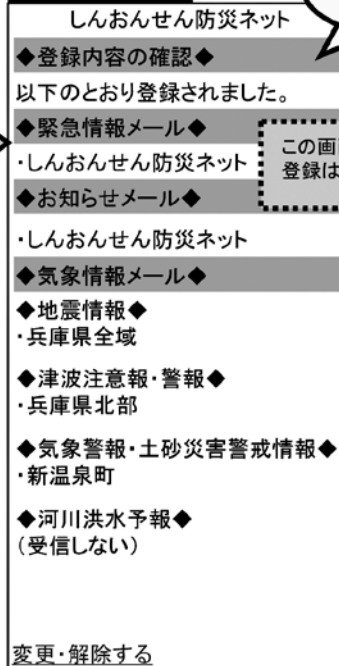 しんおんせん防災ネット
◆登録内容の確認◆
以下のとおり登録されました。
◆緊急情報メール◆
・しんおんせん防災ネット
この画
登録は
◆お知らせメール◆
・しんおんせん防災ネット
◆気象情報メール◆
◆地震情報◆
・兵庫県全域
◆津波注意報・警報◆
・兵庫県北部
◆気象警報・土砂災害警戒情報◆
・新温泉町
◆河川洪水予報◆
(受信しない)
変更・解除する